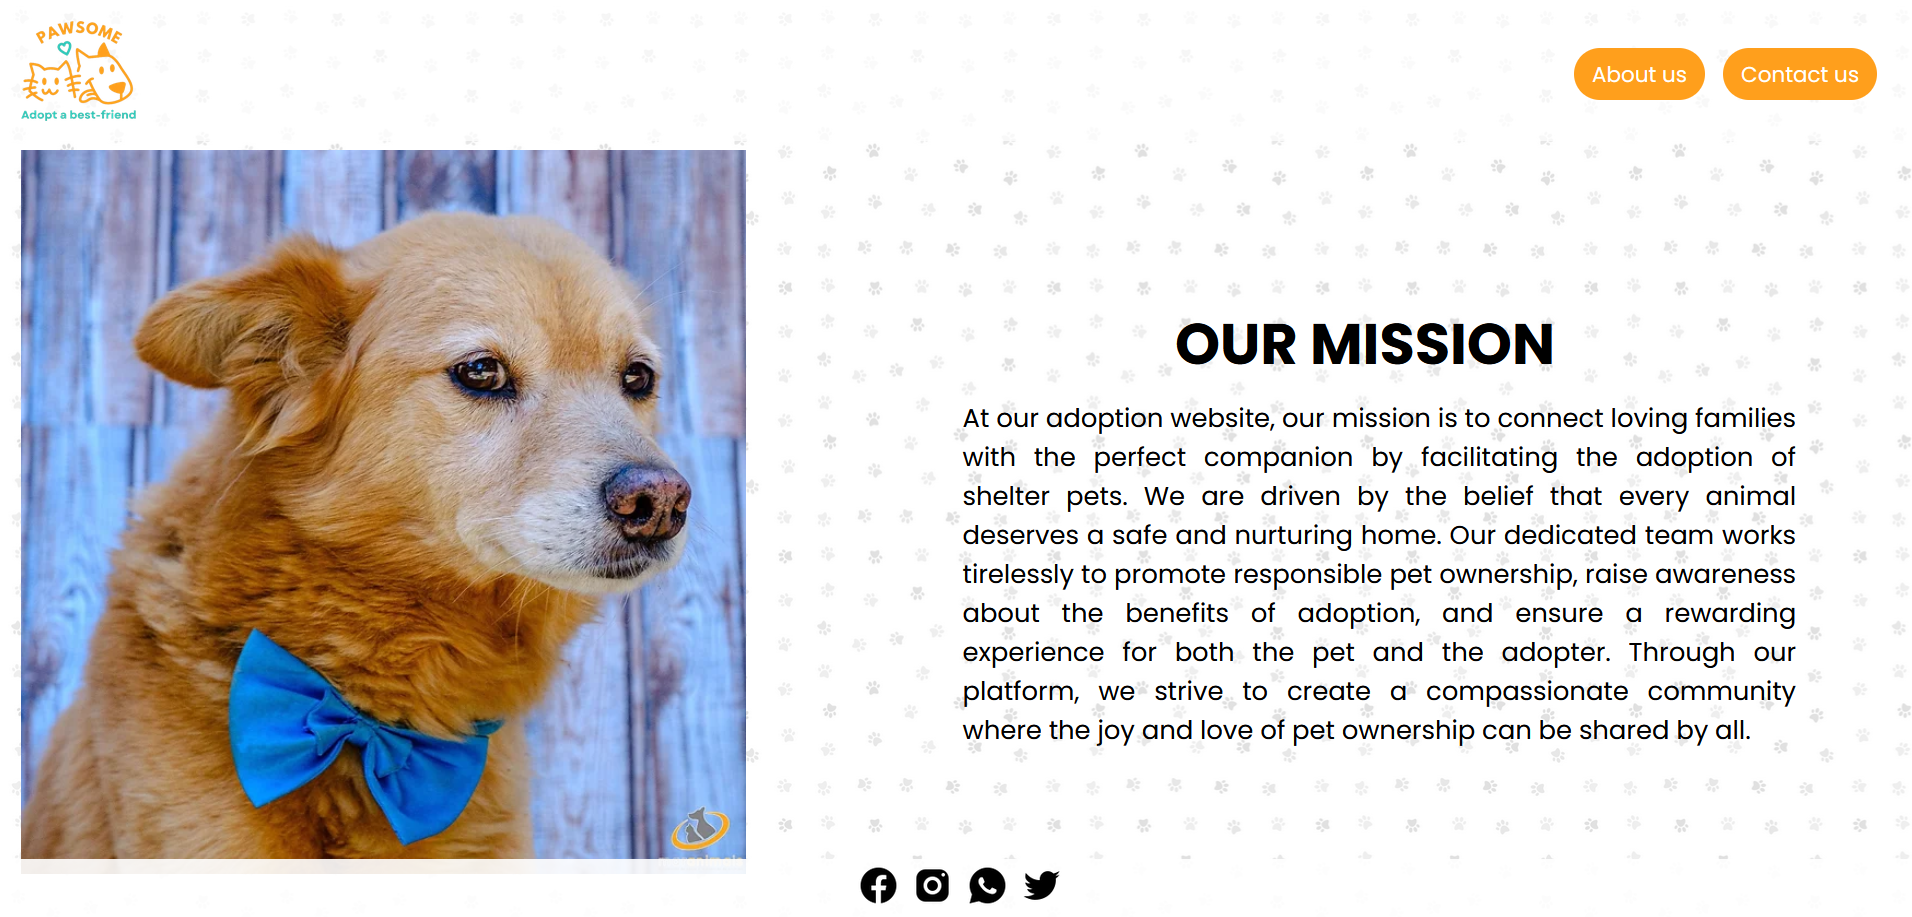 PAWSOME
Adopt a best-friend
About us
Contact us
OUR MISSION
At our adoption website, our mission is to connect loving families
with the perfect companion by facilitating the adoption of
shelter pets. We are driven by the belief that every animal
deserves a safe and nurturing home. Our dedicated team works
tirelessly to promote responsible pet ownership, raise awareness
about the benefits of adoption, and ensure a rewarding
experience for both the pet and the adopter. Through our
platform, we strive to create a compassionate community
where the joy and love of pet ownership can be shared by all.